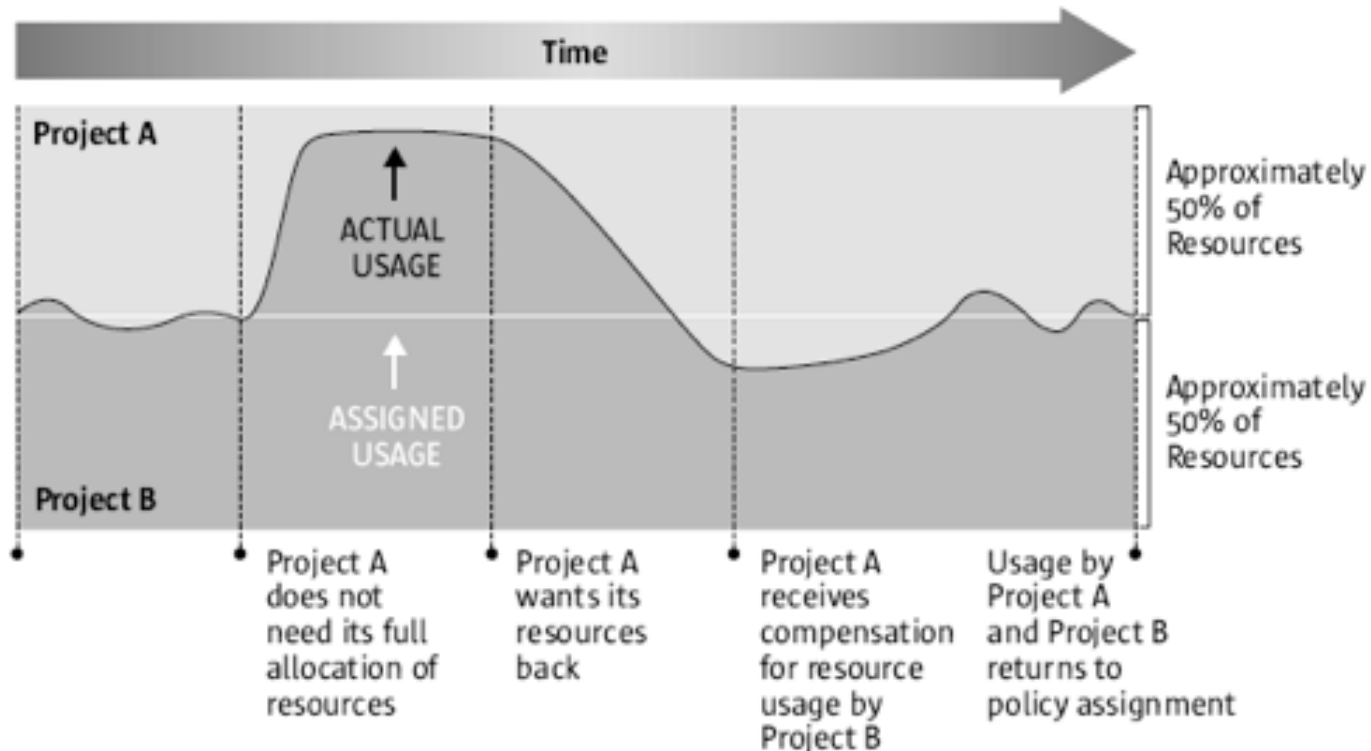 Time
Project A
Approximately
50% of
Resources
ACTUAL
USAGE
ASSIGNED
USAGE
Approximately
50% of
Resources
Project B
Project A
does not
need its full
allocation of
resources
Project A
wants its
resources
back
Project A
receives
compensation
for resource
usage by
Project B
Usage by
Project A
and Project B
returns to
policy assignment